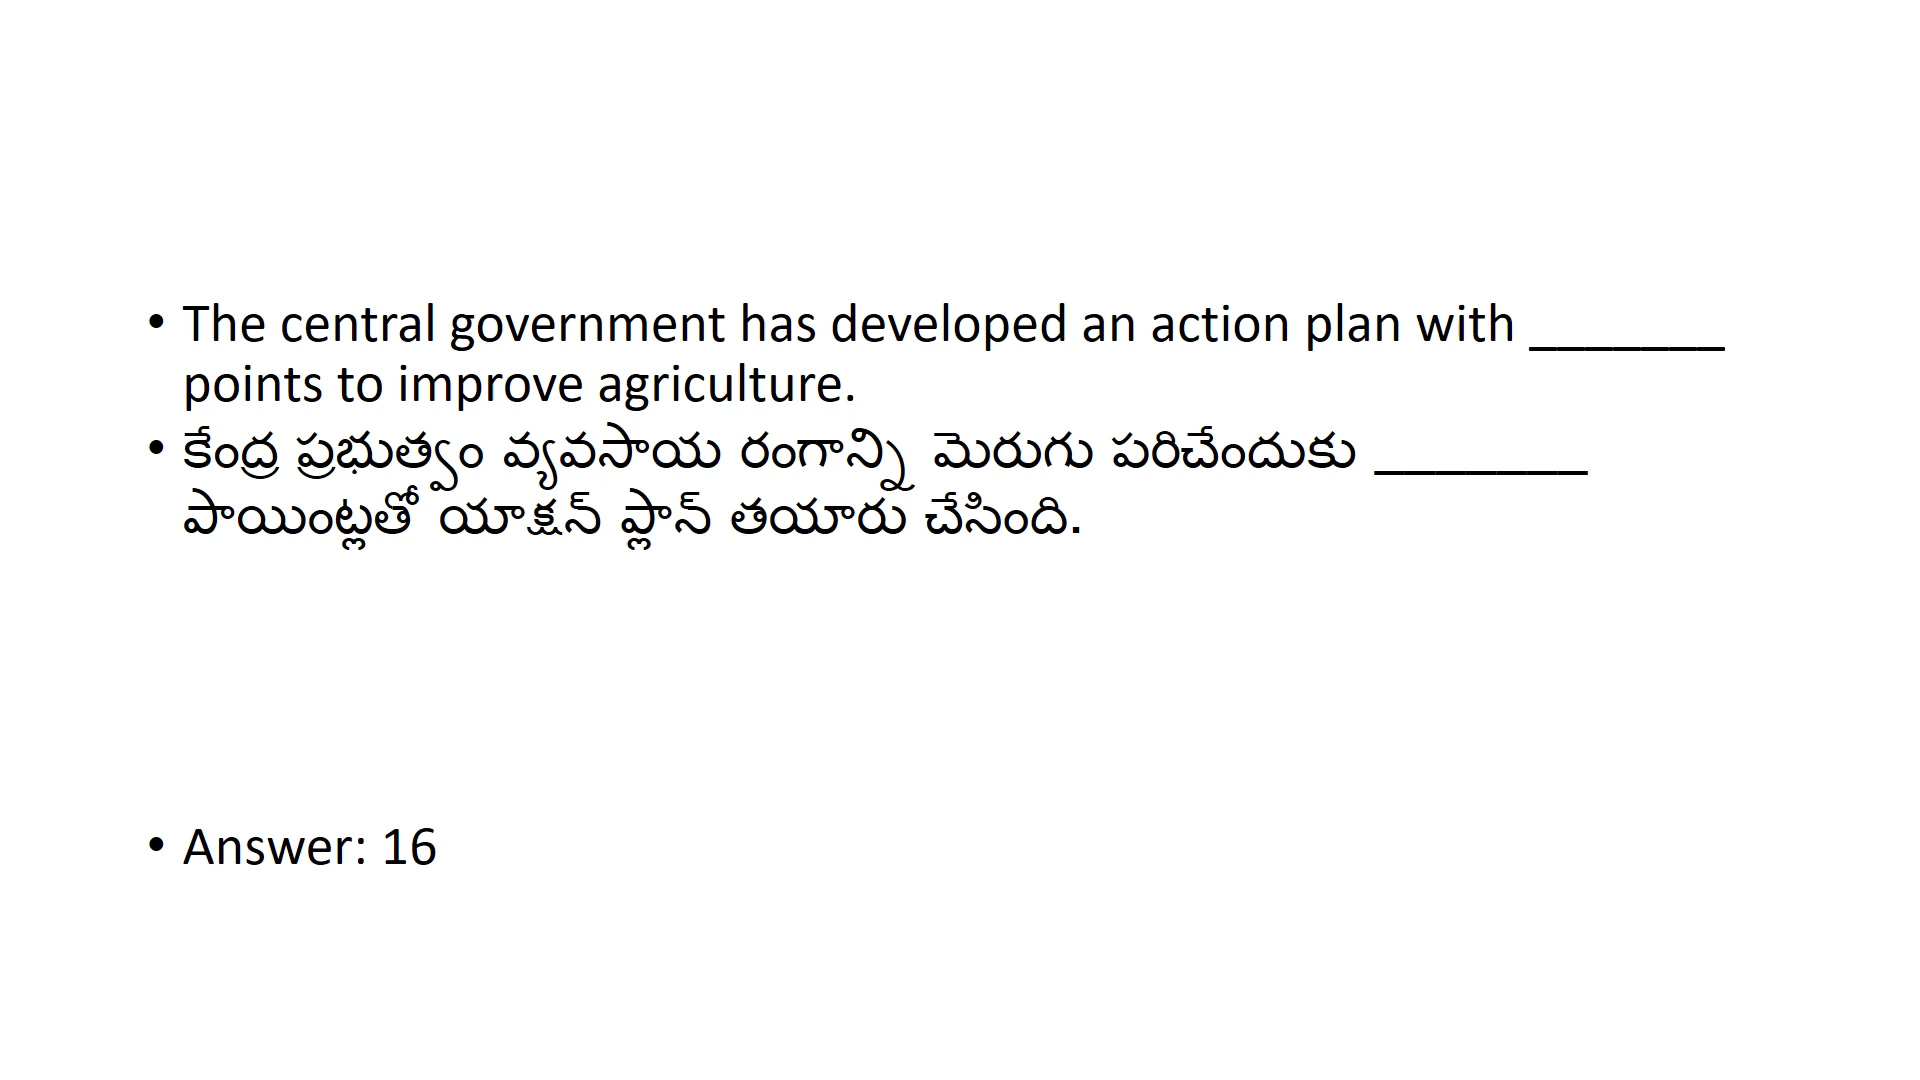 • The central government has developed an action plan with _______
points to improve agriculture.
• కేంద్ర ప్రభుత్వం వ్యవసాయ రంగాన్ని మెరుగు పరిచేందుకు _______
పాయింట్లతో యాక్షన్ ప్లాన్ తయారు చేసింది.
• Answer: 16